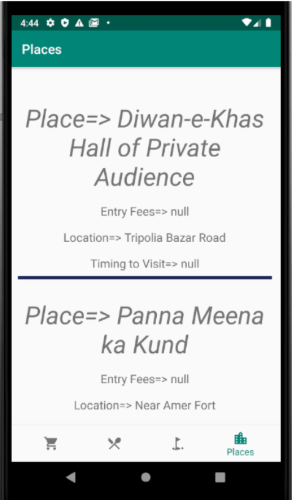 4:44
Places
Place=> Diwan-e-Khas
Hall of Private
Audience
Entry Fees=> null
Location=> Tripolia Bazar Road
Timing to Visit=> null
Place=> Panna Meena
ka Kund
Entry Fees=> null
Location=> Near Amer Fort
Places